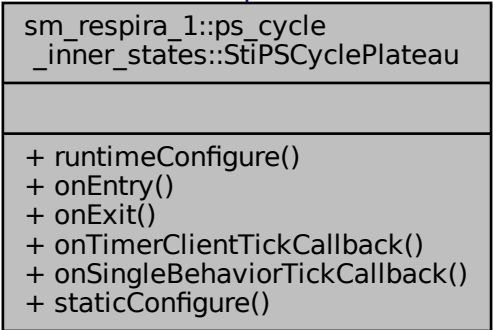 sm_respira_1::ps_cycle
_inner_states::StiPSCyclePlateau
+ runtimeConfigure()
+ onEntry()
+ onExit()
+ onTimerClientTickCallback()
+ onSingleBehaviorTickCallback()
+ staticConfigure()